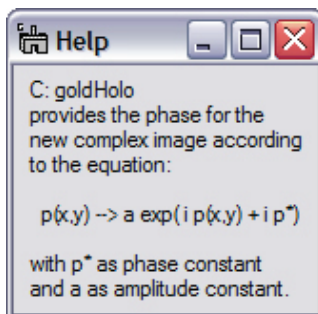 Help
C: goldHolo
provides the phase for the
new complex image according
to the equation:
p(x,y) --> a exp( i p(x,y) + i p*)
with p* as phase constant
and a as amplitude constant.